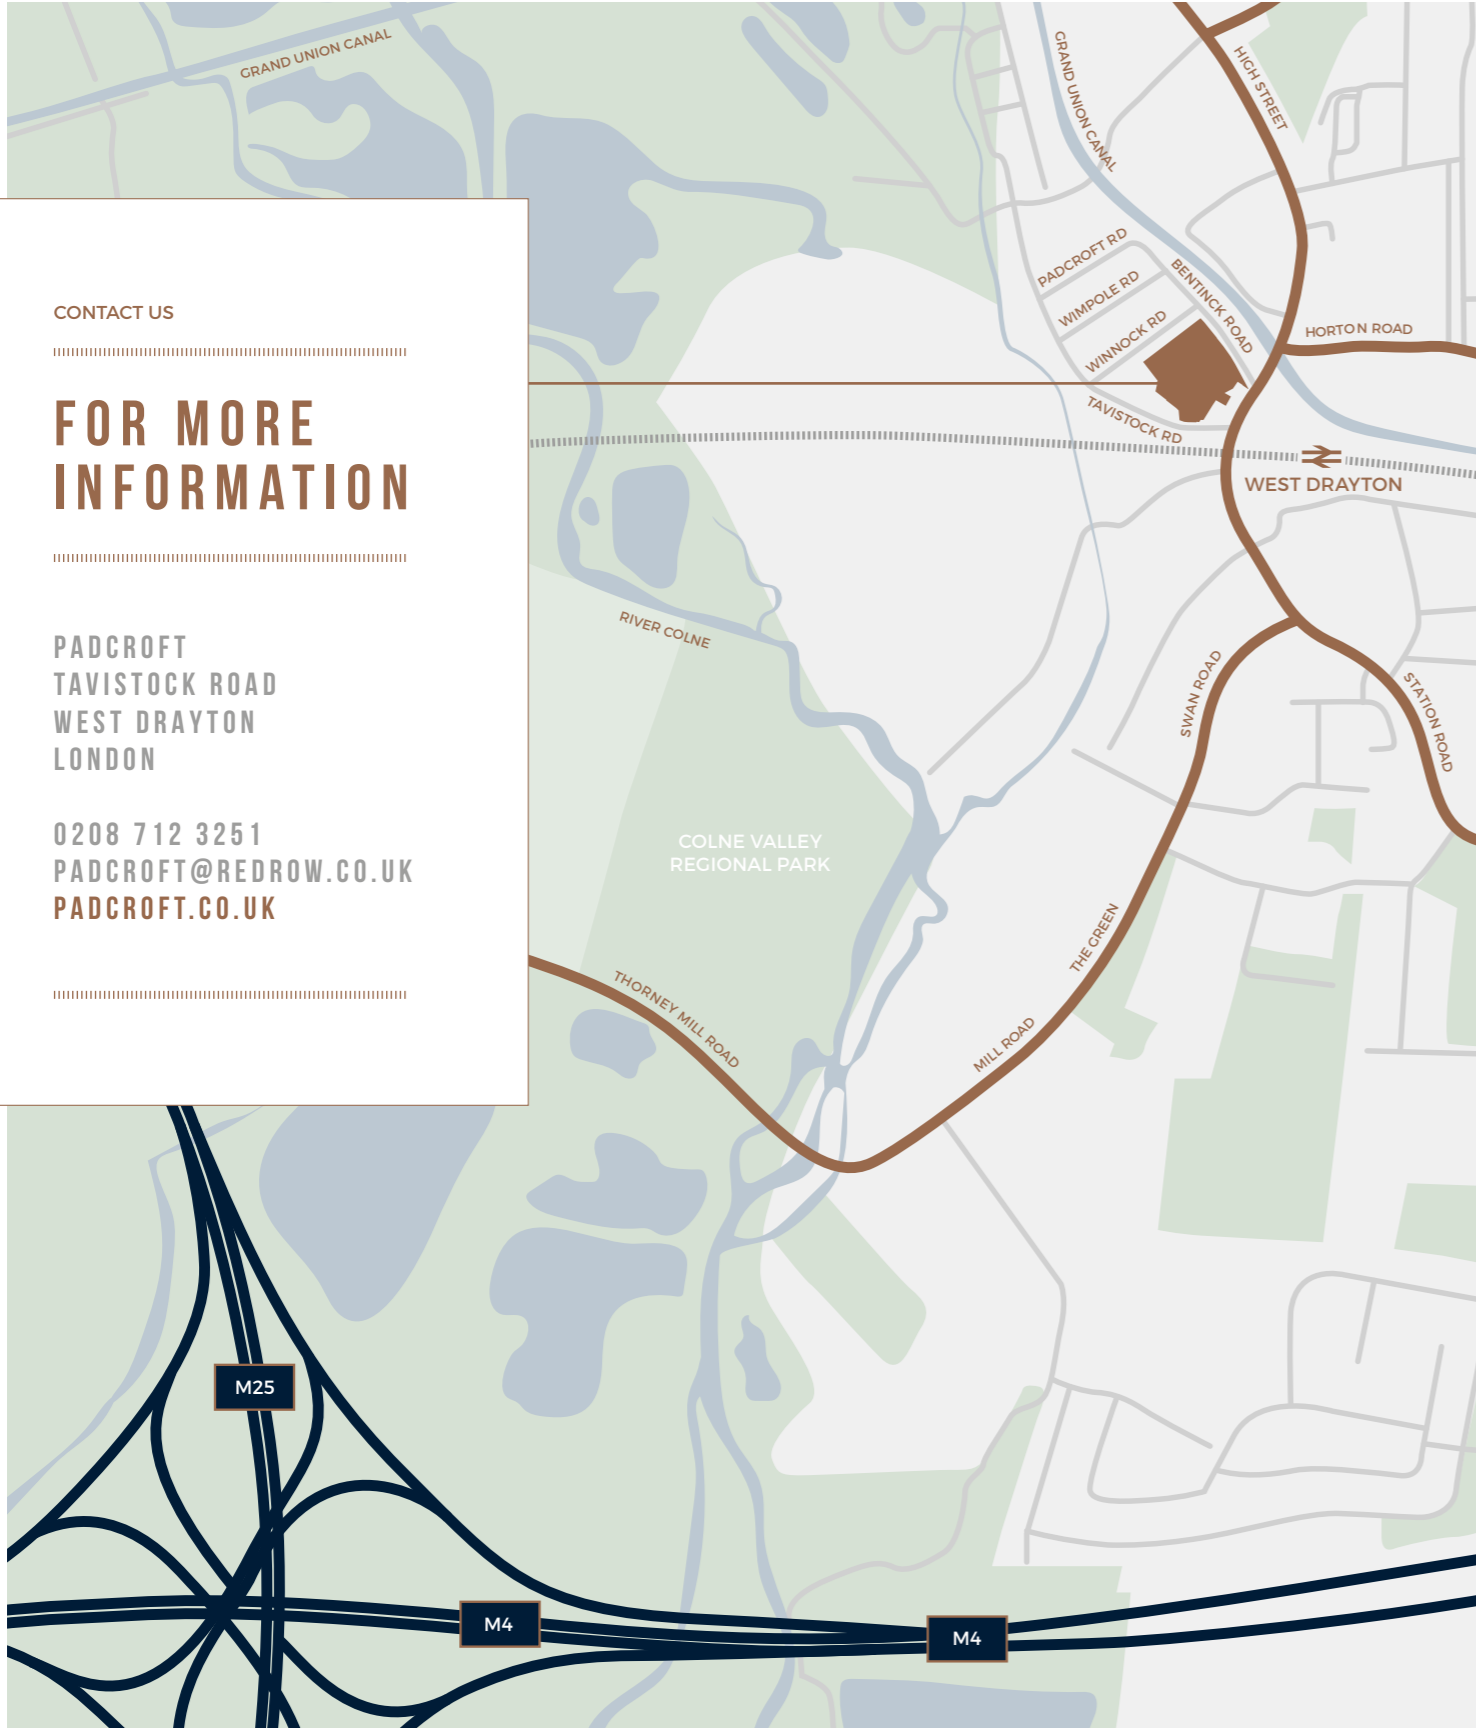 GRAND UNION CANAL
GRAND UNION CANAL
HIGH STREET
PADCROFT RD
WIMPOLE RD
WINNOCK RD
BENTINCK ROAD
HORTON ROAD
TAVISTOCK RD
WEST DRAYTON
CONTACT US
FOR MORE
INFORMATION
PADCROFT
TAVISTOCK ROAD
WEST DRAYTON
LONDON
0208 712 3251
PADCROFT@REDROW.CO.UK
PADCROFT.CO.UK
RIVER COLNE
SWAN ROAD
STATION ROAD
COLNE VALLEY
REGIONAL PARK
THE GREEN
THORNEY MILL ROAD
MILL ROAD
M25
M4
M4